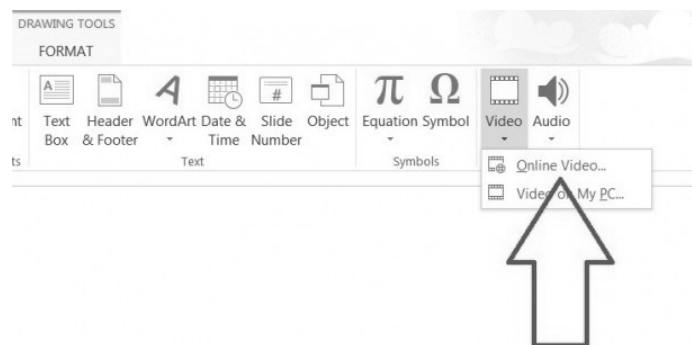 DRAWING TOOLS
FORMAT
A
#
π Ω
nt Text Header WordArt Date & Slide Object Equation Symbol Video Audio
Box & Footer Time Number
ts Text Symbols
Online Video...
Video on My PC...